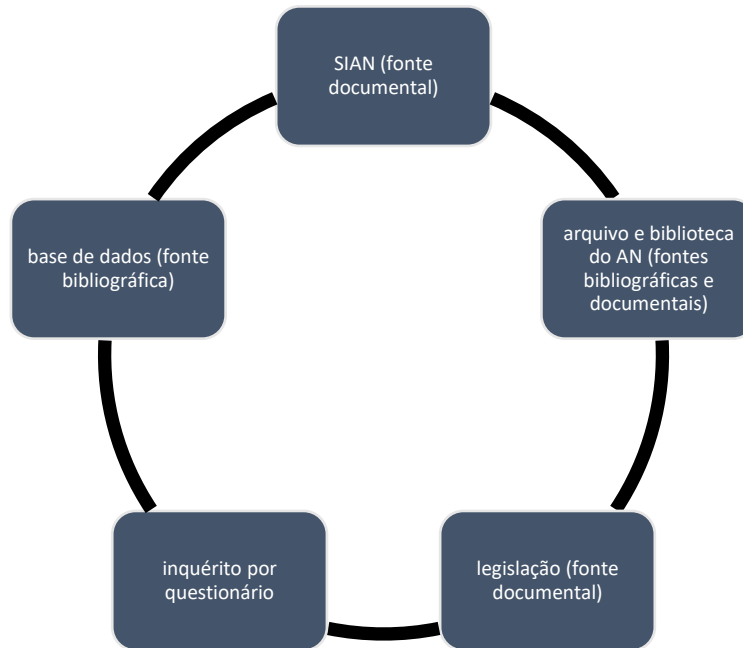 SIAN (fonte
documental)
arquivo e biblioteca
do AN (fontes
bibliográficas e
documentais)
legislação (fonte
documental)
inquérito por
questionário
base de dados (fonte
bibliográfica)